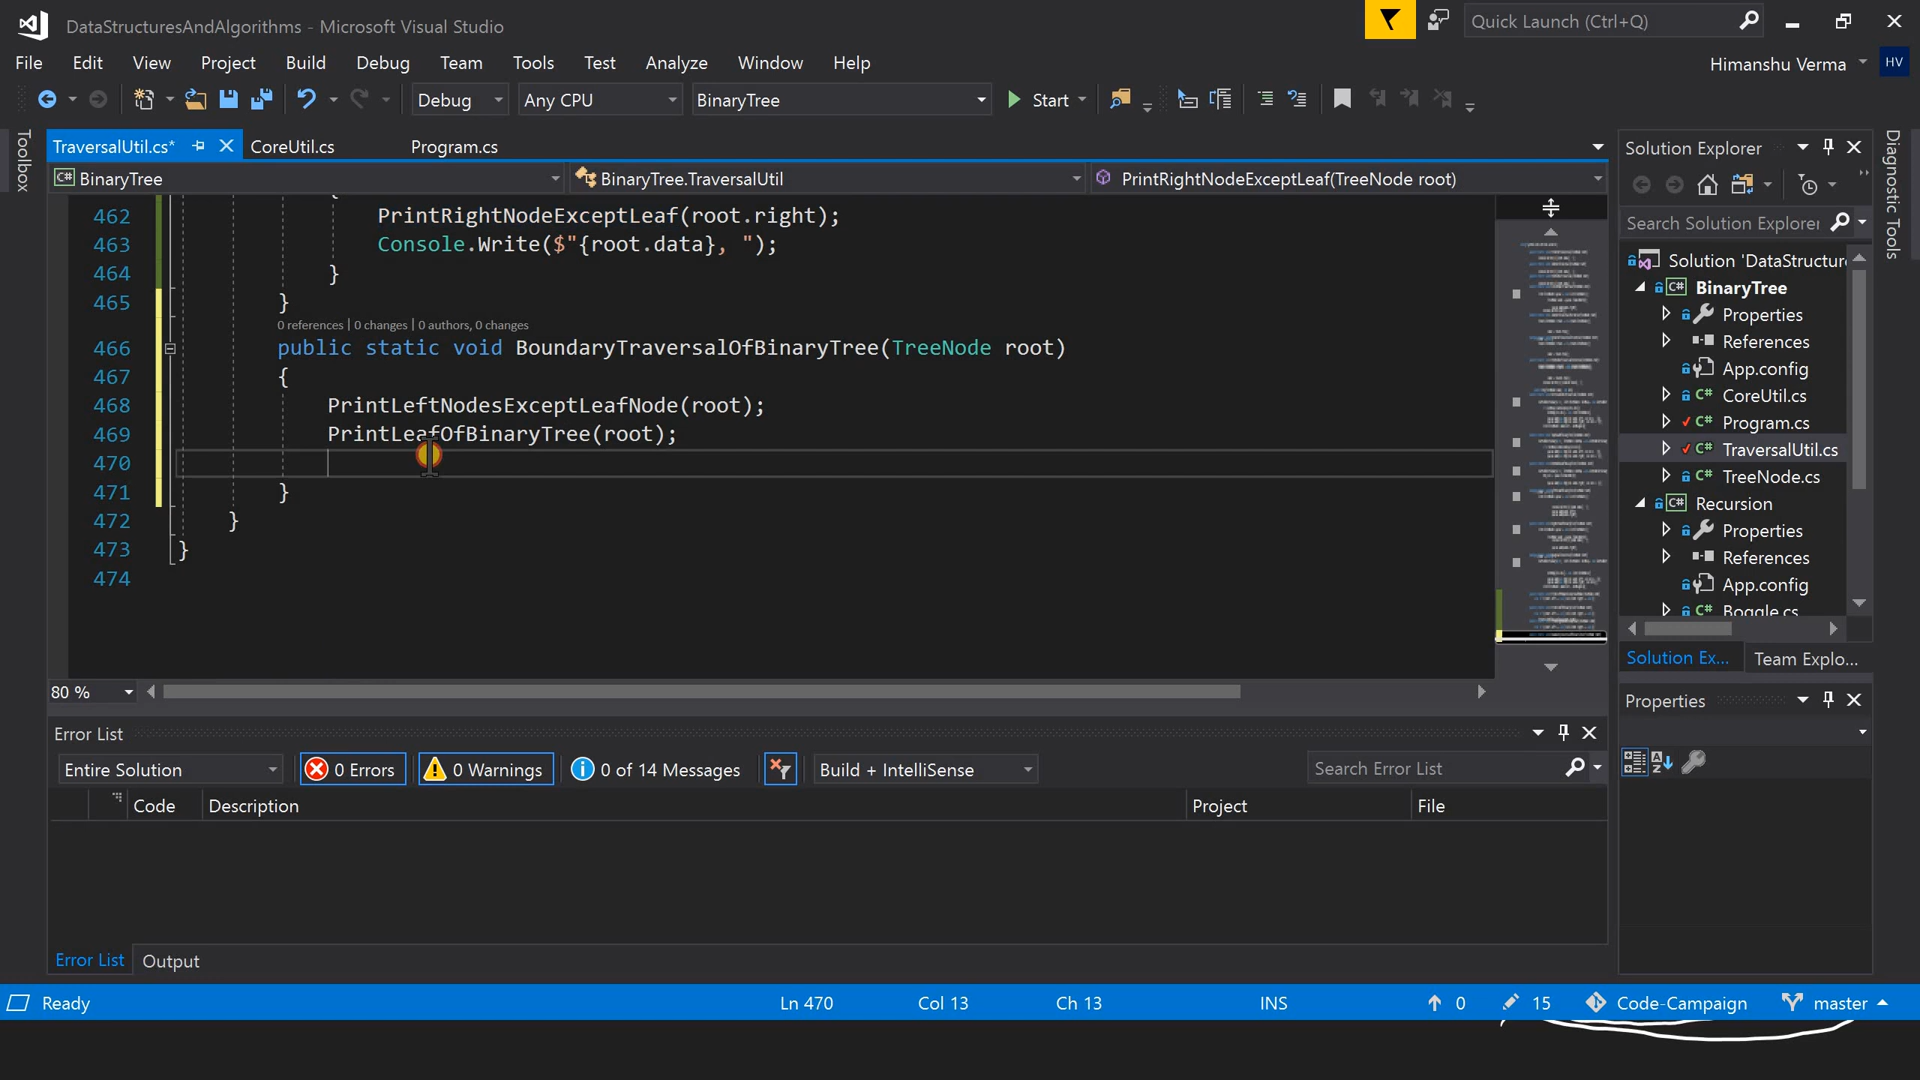 DataStructuresAndAlgorithms - Microsoft Visual Studio
Quick Launch (Ctrl+Q)
File Edit View Project Build Debug Team Tools Test Analyze Window Help
Himanshu Verma HV
Debug Any CPU BinaryTree Start
Toolbox
TraversalUtil.cs* CoreUtil.cs Program.cs
BinaryTree BinaryTree.TraversalUtil PrintRightNodeExceptLeaf(TreeNode root)
{
462 PrintRightNodeExceptLeaf(root.right);
463 Console.Write($"{root.data}, ");
464 }
465 }
0 references | 0 changes | 0 authors, 0 changes
466 public static void BoundaryTraversalOfBinaryTree(TreeNode root)
467 {
468 PrintLeftNodesExceptLeafNode(root);
469 PrintLeafOfBinaryTree(root);
470
471 }
472 }
473 }
474
80 %
Solution Explorer
Search Solution Explorer
Solution 'DataStructure
C# BinaryTree
Properties
References
App.config
C# CoreUtil.cs
C# Program.cs
C# TraversalUtil.cs
C# TreeNode.cs
C# Recursion
Properties
References
App.config
C# Boggle.cs
Solution Ex... Team Explo...
Diagnostic Tools
Properties
Error List
Entire Solution 0 Errors 0 Warnings 0 of 14 Messages Build + IntelliSense Search Error List
Code Description Project File
Error List Output
Ready Ln 470 Col 13 Ch 13 INS 0 15 Code-Campaign master